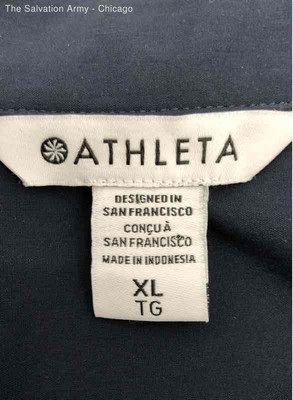 The Salvation Army - Chicago
ATHLETA
DESIGNED IN
SAN FRANCISCO
CONÇU À
SAN FRANCISCO
MADE IN INDONESIA
XL
TG